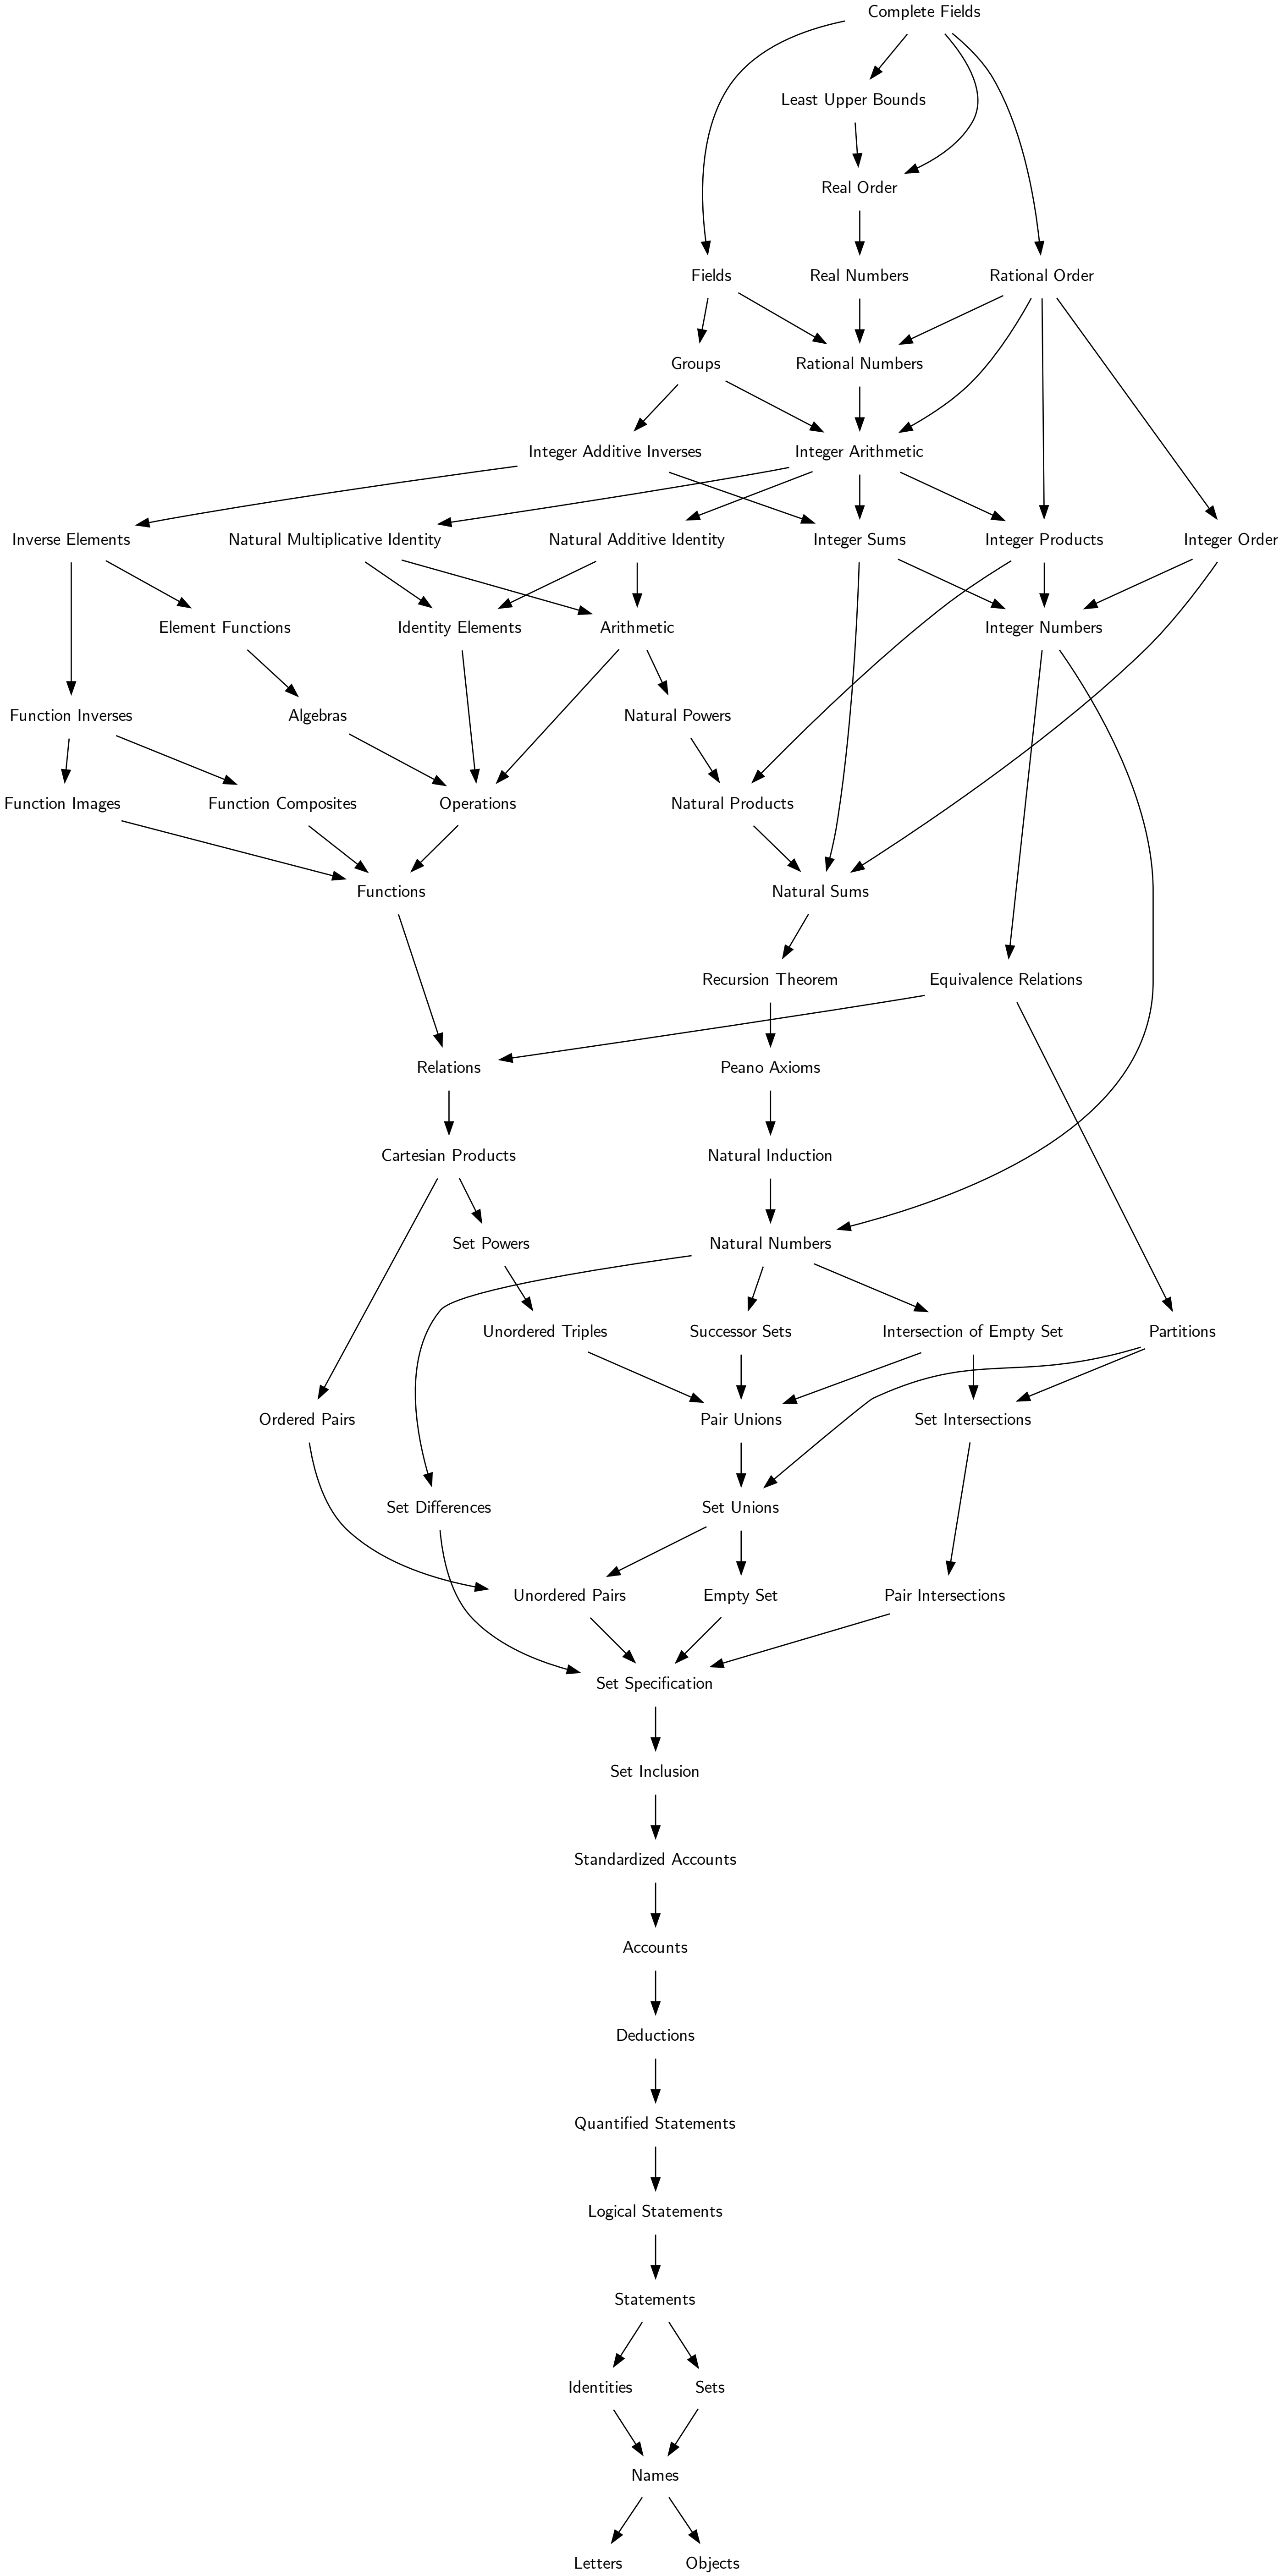 Complete Fields
Least Upper Bounds
Real Order
Fields
Real Numbers
Rational Order
Groups
Rational Numbers
Integer Additive Inverses
Integer Arithmetic
Inverse Elements
Natural Multiplicative Identity
Natural Additive Identity
Integer Sums
Integer Products
Integer Order
Element Functions
Identity Elements
Arithmetic
Integer Numbers
Function Inverses
Algebras
Natural Powers
Function Images
Function Composites
Operations
Natural Products
Functions
Natural Sums
Recursion Theorem
Equivalence Relations
Relations
Peano Axioms
Cartesian Products
Natural Induction
Set Powers
Natural Numbers
Unordered Triples
Successor Sets
Intersection of Empty Set
Partitions
Ordered Pairs
Pair Unions
Set Intersections
Set Differences
Set Unions
Unordered Pairs
Empty Set
Pair Intersections
Set Specification
Set Inclusion
Standardized Accounts
Accounts
Deductions
Quantified Statements
Logical Statements
Statements
Identities
Sets
Names
Letters
Objects